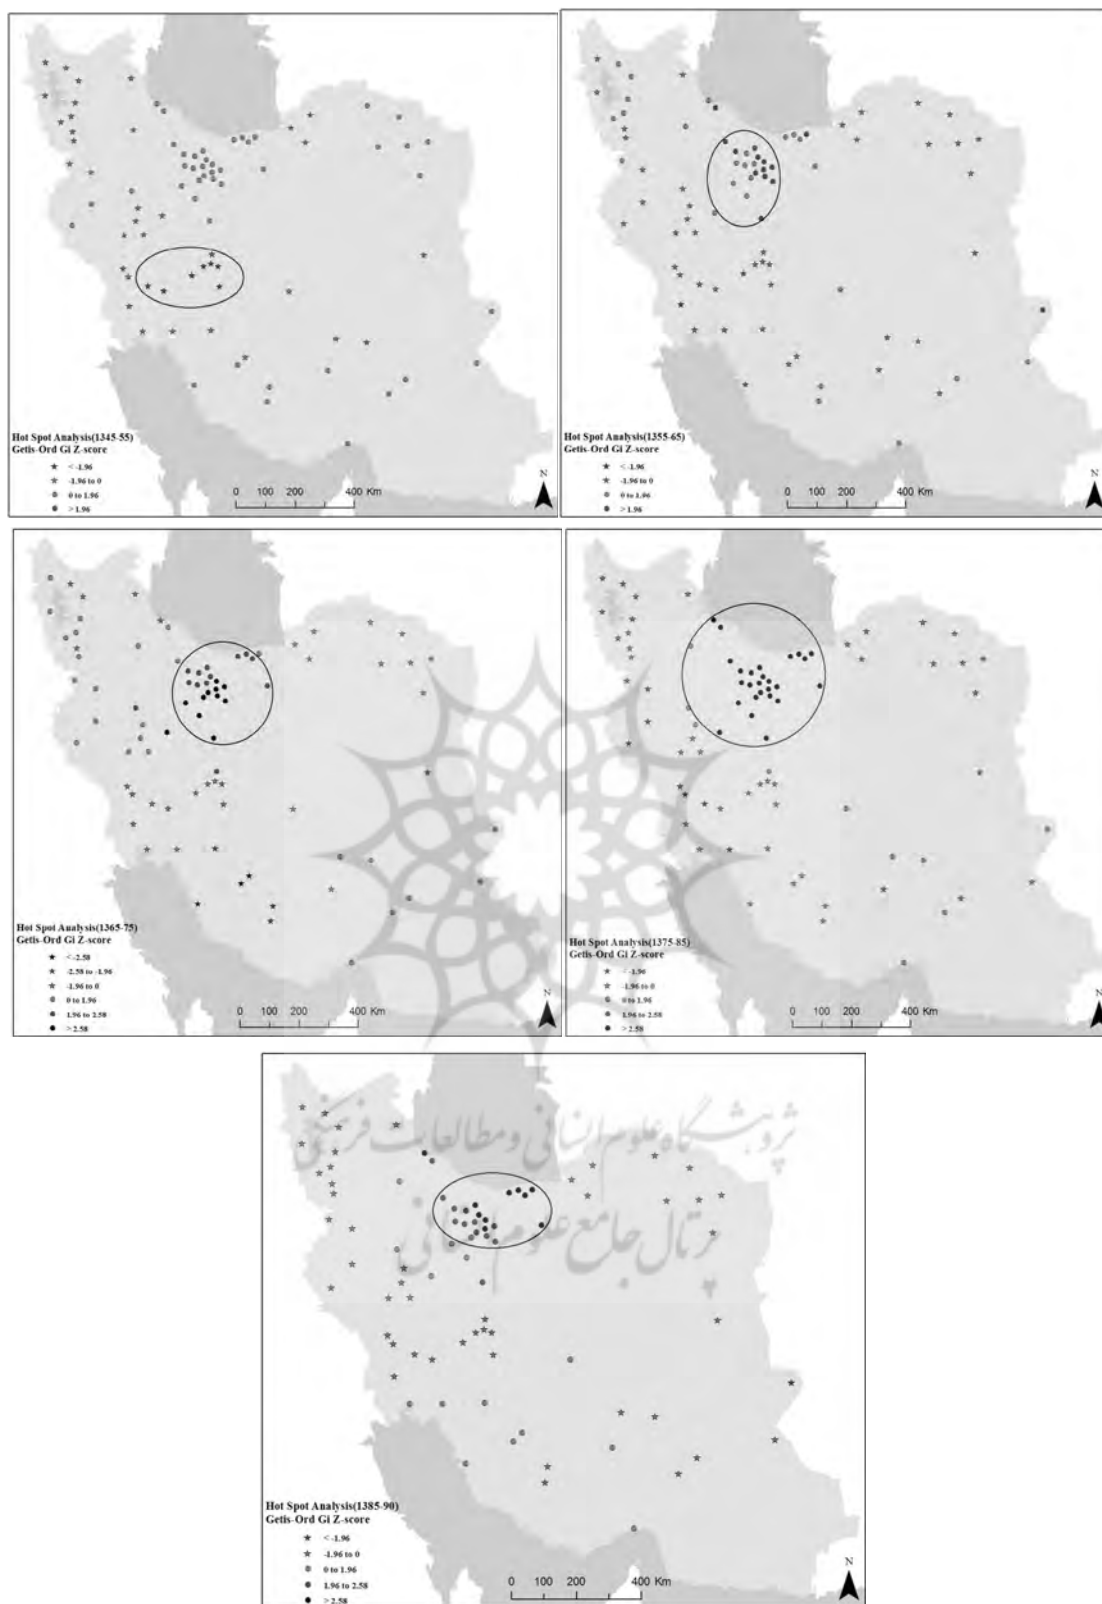 Hot Spot Analysis(1345-55)
Getis-Ord Gi Z-score
< -1.96
-1.96 to 0
0 to 1.96
> 1.96
0 100 200 400 Km
N
Hot Spot Analysis(1355-65)
Getis-Ord Gi Z-score
< -1.96
-1.96 to 0
0 to 1.96
> 1.96
0 100 200 400 Km
N
Hot Spot Analysis(1365-75)
Getis-Ord Gi Z-score
< -2.58
-2.58 to -1.96
-1.96 to 0
0 to 1.96
1.96 to 2.58
> 2.58
0 100 200 400 Km
N
Hot Spot Analysis(1375-85)
Getis-Ord Gi Z-score
< -1.96
-1.96 to 0
0 to 1.96
1.96 to 2.58
> 2.58
0 100 200 400 Km
N
پژوهشگاه علوم انسانی و مطالعات فرهنگی
پرتال جامع علوم انسانی
Hot Spot Analysis(1385-90)
Getis-Ord Gi Z-score
< -1.96
-1.96 to 0
0 to 1.96
1.96 to 2.58
> 2.58
0 100 200 400 Km
N